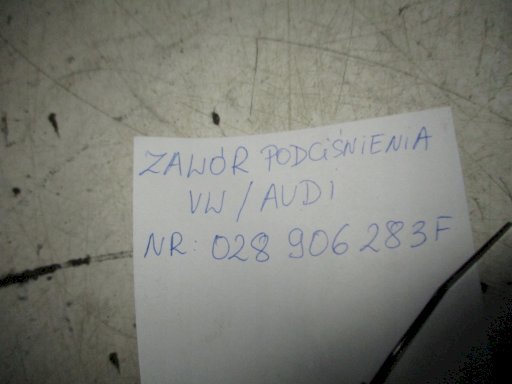 ZAWÓR PODCIŚNIENIA
VW / AUDI
NR: 028 906 283F